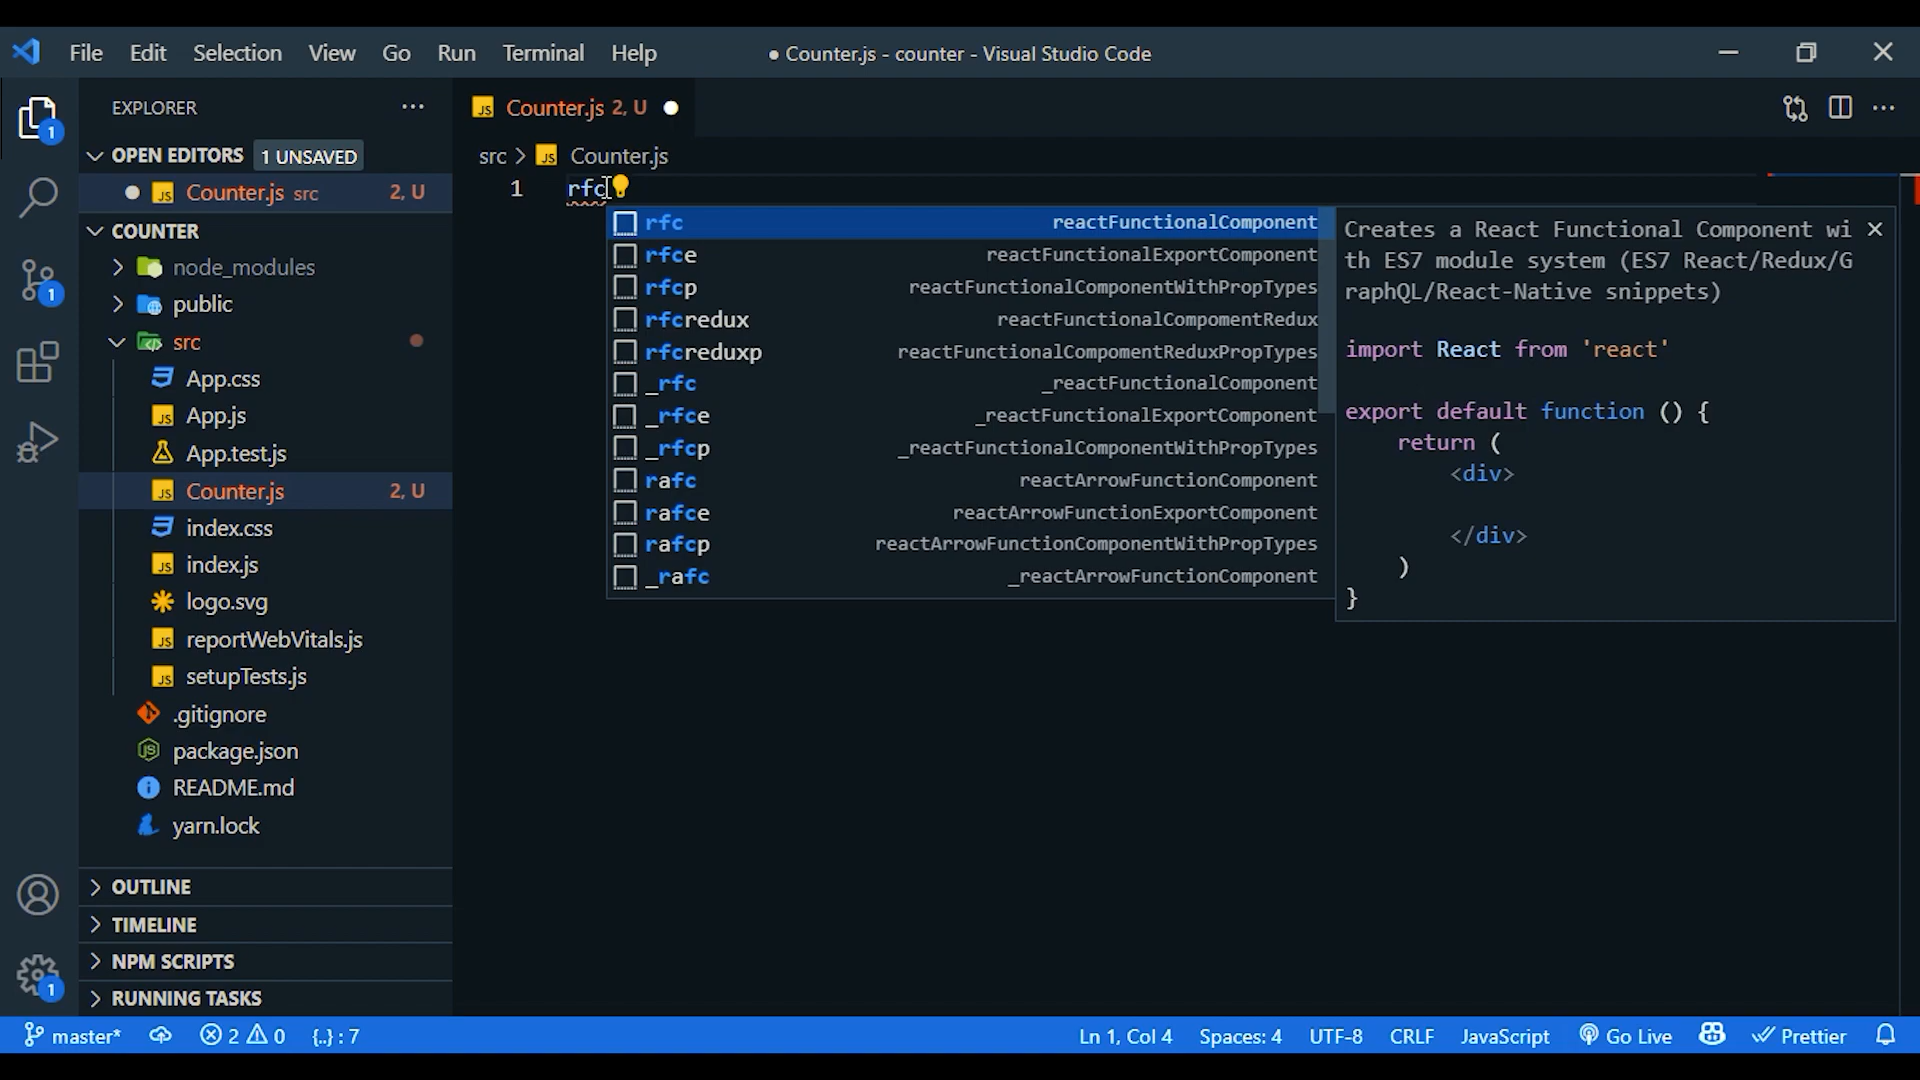 File Edit Selection View Go Run Terminal Help
● Counter.js - counter - Visual Studio Code
EXPLORER
OPEN EDITORS 1 UNSAVED
Counter.js src 2, U
COUNTER
node_modules
public
src
App.css
App.js
App.test.js
Counter.js 2, U
index.css
index.js
logo.svg
reportWebVitals.js
setupTests.js
.gitignore
package.json
README.md
yarn.lock
OUTLINE
TIMELINE
NPM SCRIPTS
RUNNING TASKS
1
1
1
Counter.js 2, U
src > Counter.js
1 rfc
rfc reactFunctionalComponent
rfce reactFunctionalExportComponent
rfcp reactFunctionalComponentWithPropTypes
rfcredux reactFunctionalCompomentRedux
rfcreduxp reactFunctionalCompomentReduxPropTypes
_rfc _reactFunctionalComponent
_rfce _reactFunctionalExportComponent
_rfcp _reactFunctionalComponentWithPropTypes
rafc reactArrowFunctionComponent
rafce reactArrowFunctionExportComponent
rafcp reactArrowFunctionComponentWithPropTypes
_rafc _reactArrowFunctionComponent
Creates a React Functional Component wi
th ES7 module system (ES7 React/Redux/G
raphQL/React-Native snippets)
import React from 'react'
export default function () {
return (
<div>
</div>
)
}
master* 2 0 {..} : 7
Ln 1, Col 4 Spaces: 4 UTF-8 CRLF JavaScript Go Live Prettier